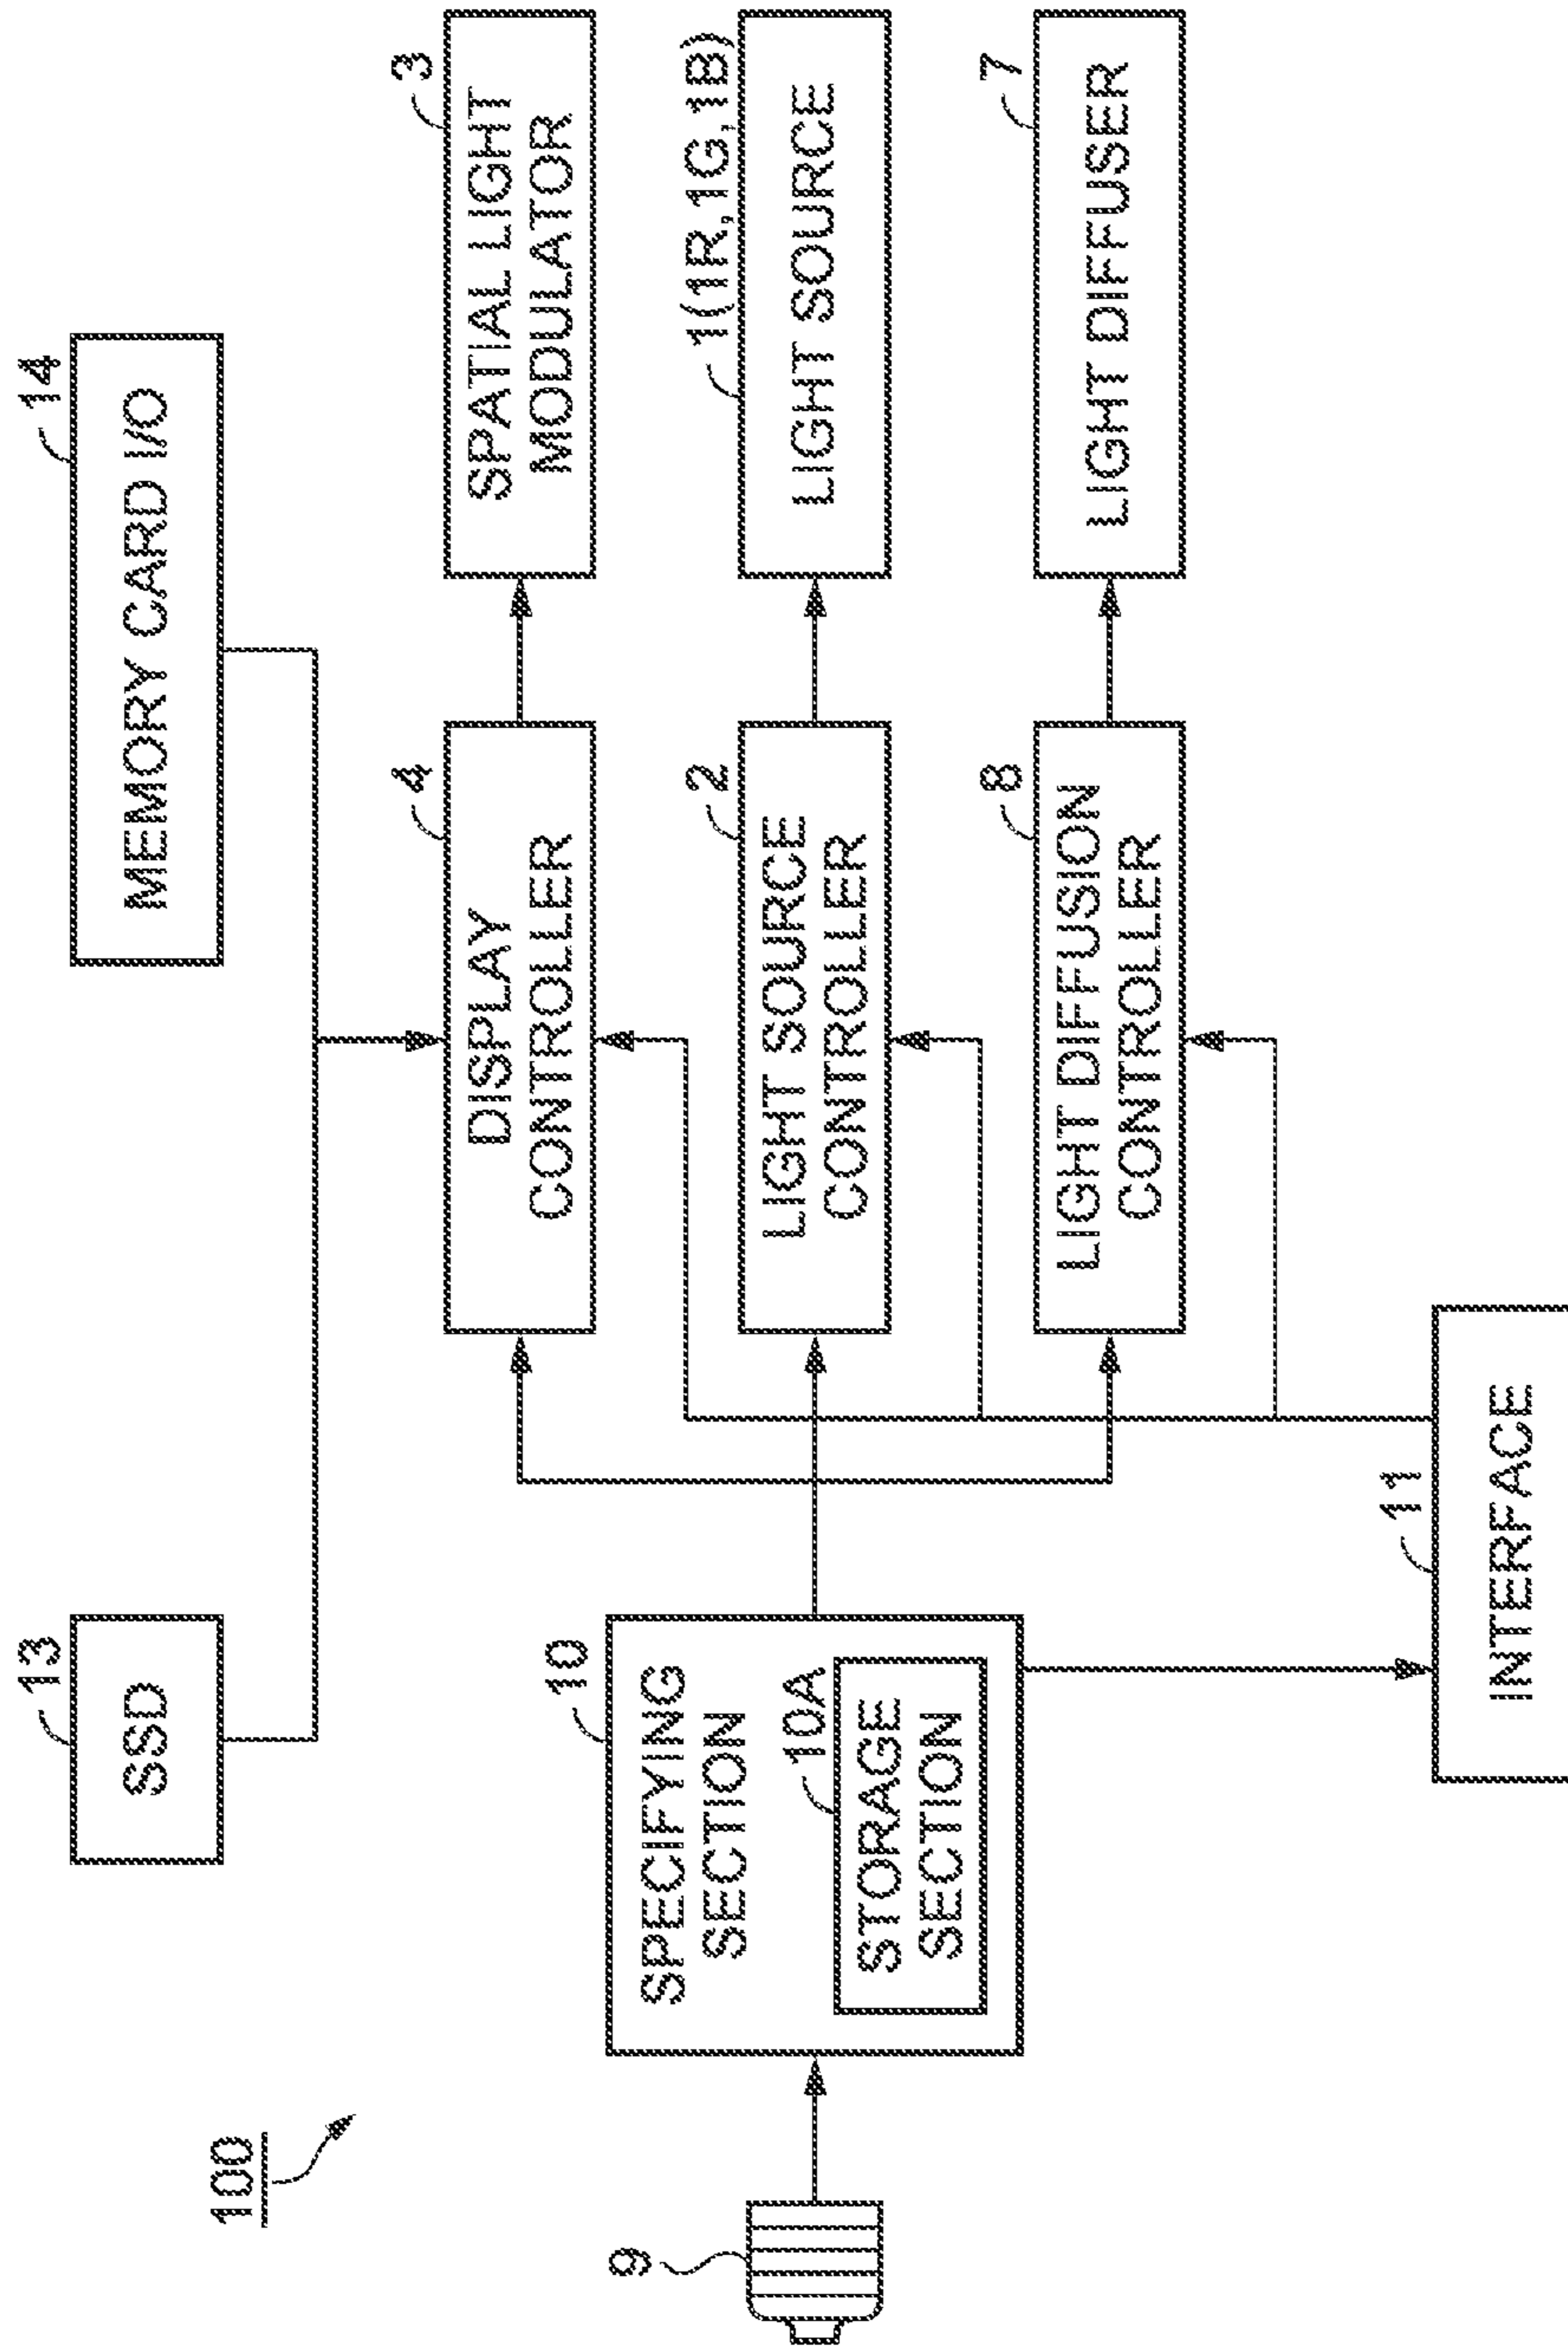 100
13
SSD
14
MEMORY CARD I/O
4
DISPLAY
CONTROLLER
3
SPATIAL LIGHT
MODULATOR
9
10
SPECIFYING
SECTION
10A
STORAGE
SECTION
2
LIGHT SOURCE
CONTROLLER
1(1R,1G,1B)
LIGHT SOURCE
8
LIGHT DIFFUSION
CONTROLLER
7
LIGHT DIFFUSER
11
INTERFACE